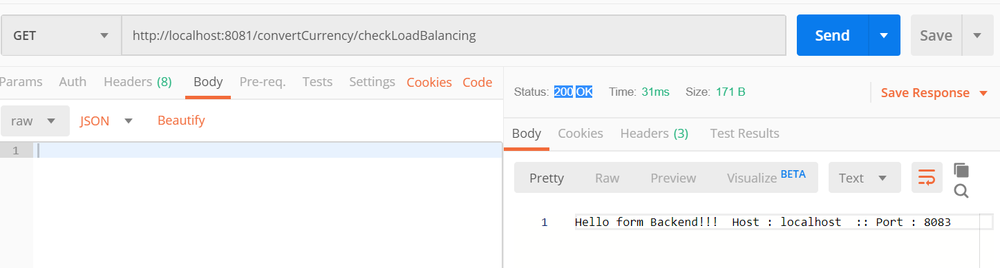 GET http://localhost:8081/convertCurrency/checkLoadBalancing Send Save
Params Auth Headers (8) Body Pre-req. Tests Settings Cookies Code
raw JSON Beautify
1
Status: 200 OK Time: 31ms Size: 171 B Save Response
Body Cookies Headers (3) Test Results
Pretty Raw Preview Visualize BETA Text
1 Hello form Backend!!!  Host : localhost  :: Port : 8083